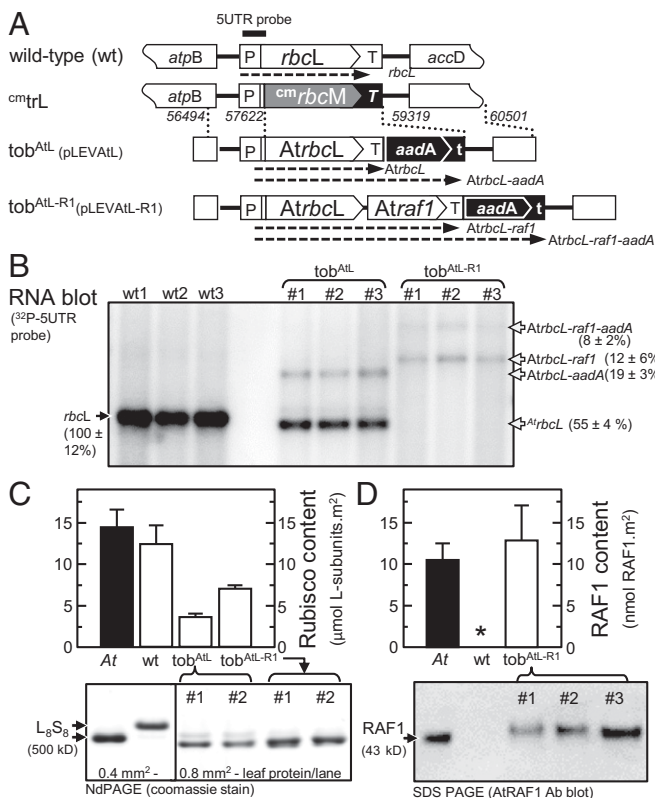 A
5UTR probe
wild-type (wt)
atpB P rbcL T accD
rbcL
cmtrL
atpB P cmrbcM T
56494 57622 59319 60501
tobAtL (pLEVAtL)
P AtrbcL T aadA t
AtrbcL
AtrbcL-aadA
tobAtL-R1(pLEVAtL-R1)
P AtrbcL Atraf1 T aadA t
AtrbcL-raf1
AtrbcL-raf1-aadA
B
RNA blot
(32P-5UTR
probe)
wt1 wt2 wt3
tobAtL tobAtL-R1
#1 #2 #3 #1 #2 #3
AtrbcL-raf1-aadA
(8 ± 2%)
AtrbcL-raf1 (12 ± 6%
AtrbcL-aadA (19 ± 3%
rbcL
(100 ±
12%)
AtrbcL (55 ± 4 %)
C
15
10
5
0
15
10
5
0
Rubisco content
(µmol L-subunits.m2)
At wt tobAtL tobAtL-R1
#1 #2 #1 #2
L8S8
(500 kD)
0.4 mm2 - 0.8 mm2 - leaf protein/lane
NdPAGE (coomassie stain)
D
15
10
5
0
15
10
5
0
RAF1 content
(nmol RAF1.m2)
*
At wt tobAtL-R1
#1 #2 #3
RAF1
(43 kD)
SDS PAGE (AtRAF1 Ab blot)